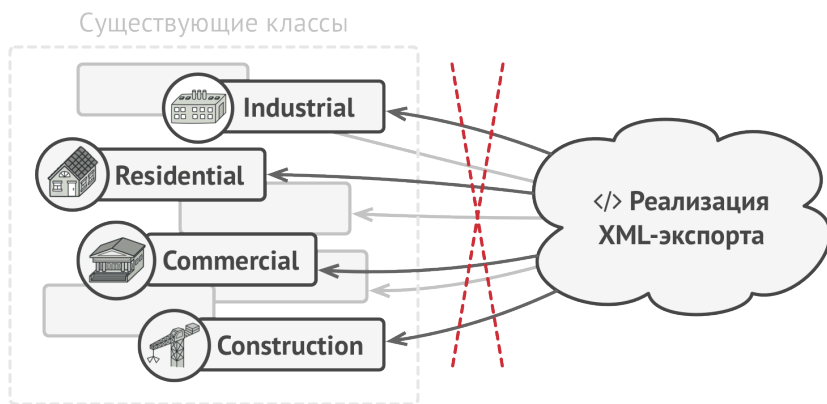 Существующие классы
Industrial
Residential
Commercial
Construction
</> Реализация
XML-экспорта